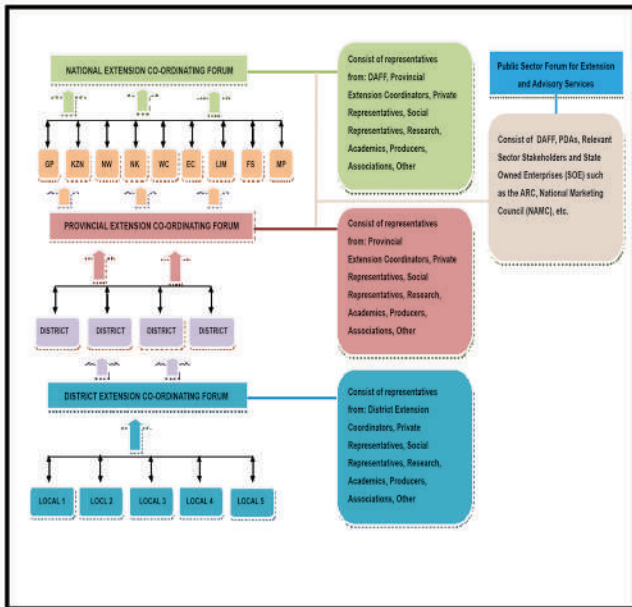 NATIONAL EXTENSION CO-ORDINATING FORUM
Consist of representatives
from: DAFF, Provincial
Extension Coordinators, Private
Representatives, Social
Representatives, Research,
Academics, Producers,
Associations, Other
Public Sector Forum for Extension
and Advisory Services
Consist of DAFF, PDAs, Relevant
Sector Stakeholders and State
Owned Enterprises (SOE) such
as the ARC, National Marketing
Council (NAMC), etc.
GP KZN NW NK WC EC LIM FS MP
PROVINCIAL EXTENSION CO-ORDINATING FORUM
Consist of representatives
from: Provincial
Extension Coordinators, Private
Representatives, Social
Representatives, Research,
Academics, Producers,
Associations, Other
DISTRICT DISTRICT DISTRICT DISTRICT
DISTRICT EXTENSION CO-ORDINATING FORUM
Consist of representatives
from: District Extension
Coordinators, Private
Representatives, Social
Representatives, Research,
Academics, Producers,
Associations, Other
LOCAL 1 LOCL 2 LOCAL 3 LOCAL 4 LOCAL 5